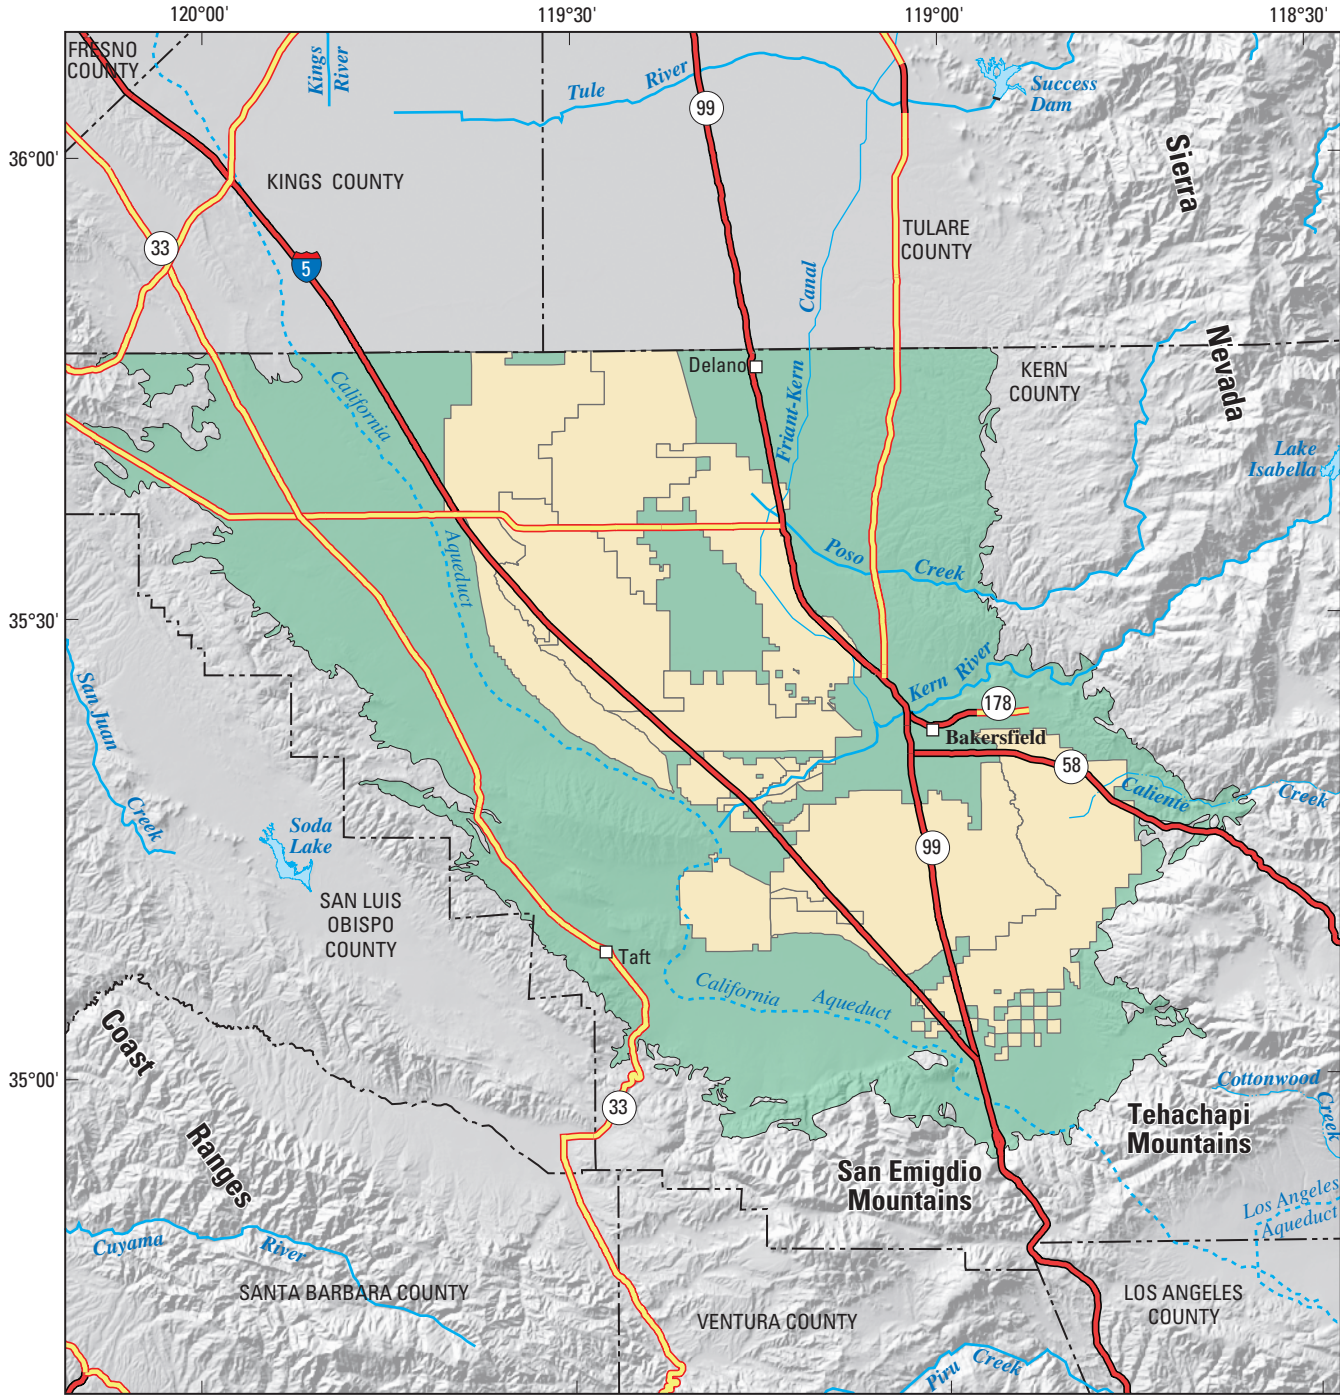 120°00'
119°30'
119°00'
118°30'
FRESNO
COUNTY
Kings
River
Tule River
99
Success
Dam
36°00'
KINGS COUNTY
Sierra
33
5
TULARE
COUNTY
Canal
Nevada
Delano
KERN
COUNTY
California
Friant-Kern
Lake
Isabella
Aqueduct
Poso Creek
35°30'
San Juan
Creek
Kern River
178
Bakersfield
58
Caliente Creek
Soda
Lake
99
SAN LUIS
OBISPO
COUNTY
Taft
California Aqueduct
Coast
Ranges
35°00'
Cottonwood
Creek
33
Tehachapi
Mountains
San Emigdio
Mountains
Los Angeles
Aqueduct
Cuyama River
SANTA BARBARA COUNTY
VENTURA COUNTY
LOS ANGELES
COUNTY
Piru Creek